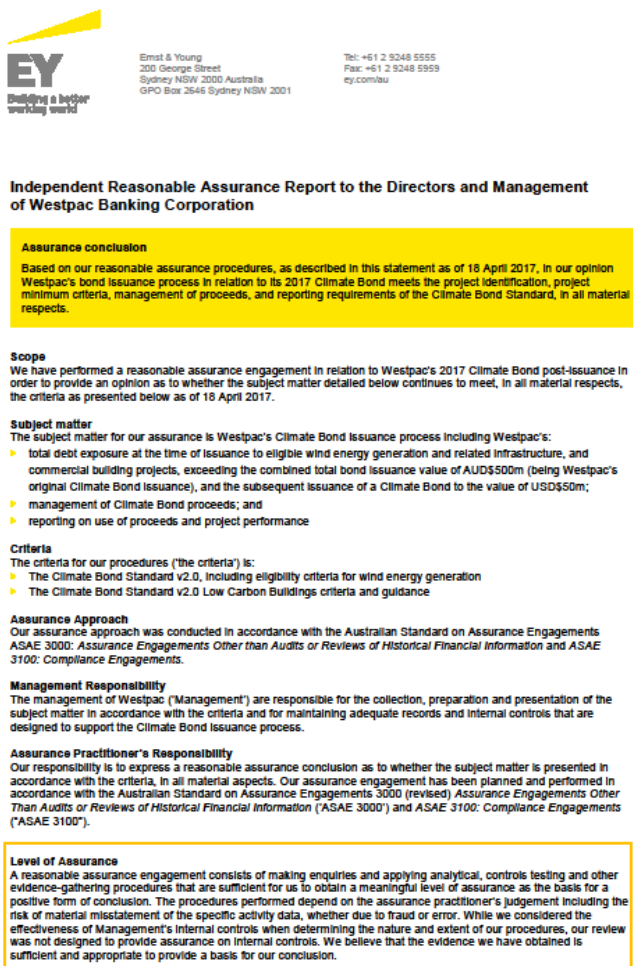 EY
Building a better
working world
Ernst & Young
200 George Street
Sydney NSW 2000 Australia
GPO Box 2646 Sydney NSW 2001
Tel: +61 2 9248 5555
Fax: +61 2 9248 5959
ey.com/au
Independent Reasonable Assurance Report to the Directors and Management
of Westpac Banking Corporation
Assurance conclusion
Based on our reasonable assurance procedures, as described in this statement as of 18 April 2017, in our opinion
Westpac's bond issuance process in relation to its 2017 Climate Bond meets the project identification, project
minimum criteria, management of proceeds, and reporting requirements of the Climate Bond Standard, in all material
respects.
Scope
We have performed a reasonable assurance engagement in relation to Westpac's 2017 Climate Bond post-issuance in
order to provide an opinion as to whether the subject matter detailed below continues to meet, in all material respects,
the criteria as presented below as of 18 April 2017.
Subject matter
The subject matter for our assurance is Westpac's Climate Bond Issuance process including Westpac's:
total debt exposure at the time of issuance to eligible wind energy generation and related infrastructure, and
commercial building projects, exceeding the combined total bond issuance value of AUD$500m (being Westpac's
original Climate Bond issuance), and the subsequent issuance of a Climate Bond to the value of USD$50m;
management of Climate Bond proceeds; and
reporting on use of proceeds and project performance
Criteria
The criteria for our procedures ('the criteria') is:
The Climate Bond Standard v2.0, including eligibility criteria for wind energy generation
The Climate Bond Standard v2.0 Low Carbon Buildings criteria and guidance
Assurance Approach
Our assurance approach was conducted in accordance with the Australian Standard on Assurance Engagements
ASAE 3000: Assurance Engagements Other than Audits or Reviews of Historical Financial Information and ASAE
3100: Compliance Engagements.
Management Responsibility
The management of Westpac ('Management') are responsible for the collection, preparation and presentation of the
subject matter in accordance with the criteria and for maintaining adequate records and internal controls that are
designed to support the Climate Bond issuance process.
Assurance Practitioner's Responsibility
Our responsibility is to express a reasonable assurance conclusion as to whether the subject matter is presented in
accordance with the criteria, in all material aspects. Our assurance engagement has been planned and performed in
accordance with the Australian Standard on Assurance Engagements 3000 (revised) Assurance Engagements Other
Than Audits or Reviews of Historical Financial Information ('ASAE 3000') and ASAE 3100: Compliance Engagements
("ASAE 3100").
Level of Assurance
A reasonable assurance engagement consists of making enquiries and applying analytical, controls testing and other
evidence-gathering procedures that are sufficient for us to obtain a meaningful level of assurance as the basis for a
positive form of conclusion. The procedures performed depend on the assurance practitioner's judgement including the
risk of material misstatement of the specific activity data, whether due to fraud or error. While we considered the
effectiveness of Management's internal controls when determining the nature and extent of our procedures, our review
was not designed to provide assurance on internal controls. We believe that the evidence we have obtained is
sufficient and appropriate to provide a basis for our conclusion.